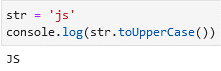 str = 'js'
console.log(str.toUpperCase())
JS